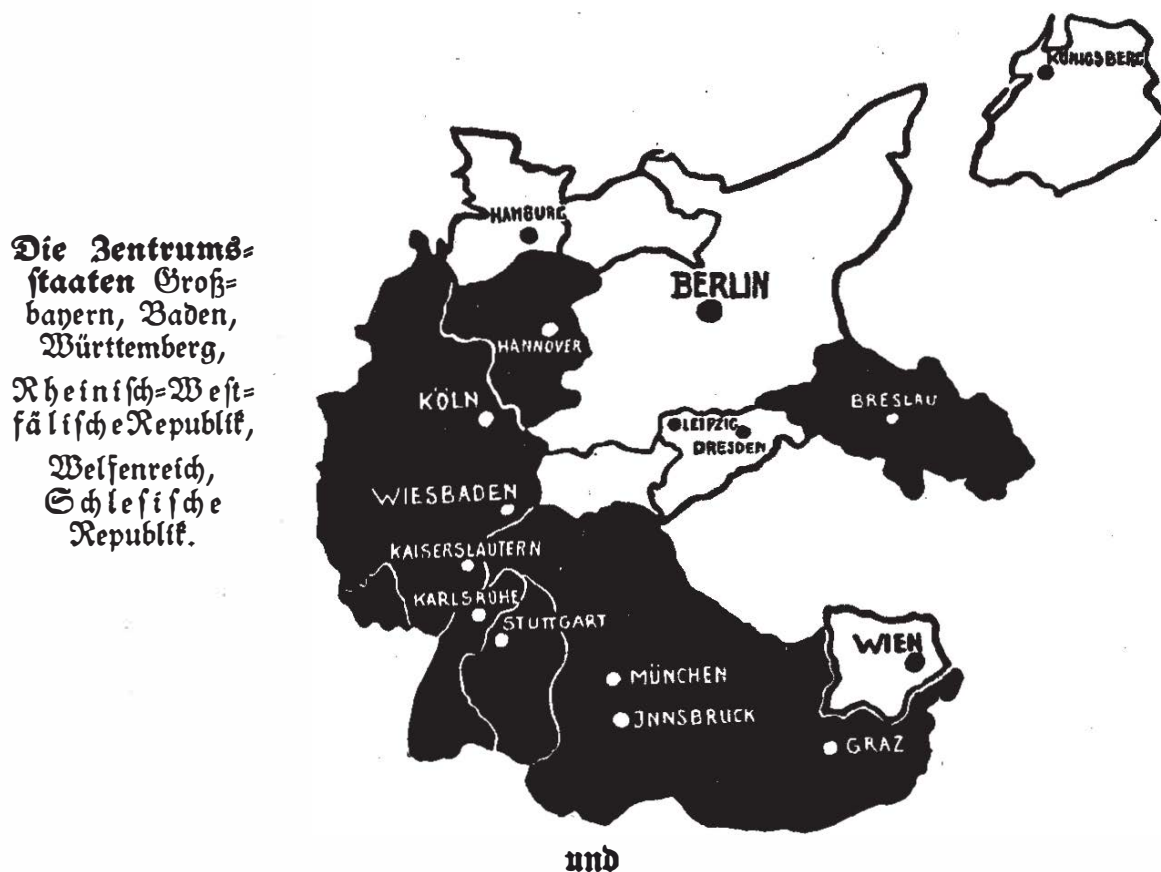 Die Zentrums-
staaten Groß-
bayern, Baden,
Württemberg,
Rheinisch-West-
fälische Republik,
Welfenreich,
Schlesische
Republik.
KÖNIGSBERG
HAMBURG
BERLIN
HANNOVER
KÖLN
BRESLAU
LEIPZIG
DRESDEN
WIESBADEN
KAISERSLAUTERN
KARLSRUHE
STUTTGART
WIEN
MÜNCHEN
JNNSBRUCK
GRAZ
und